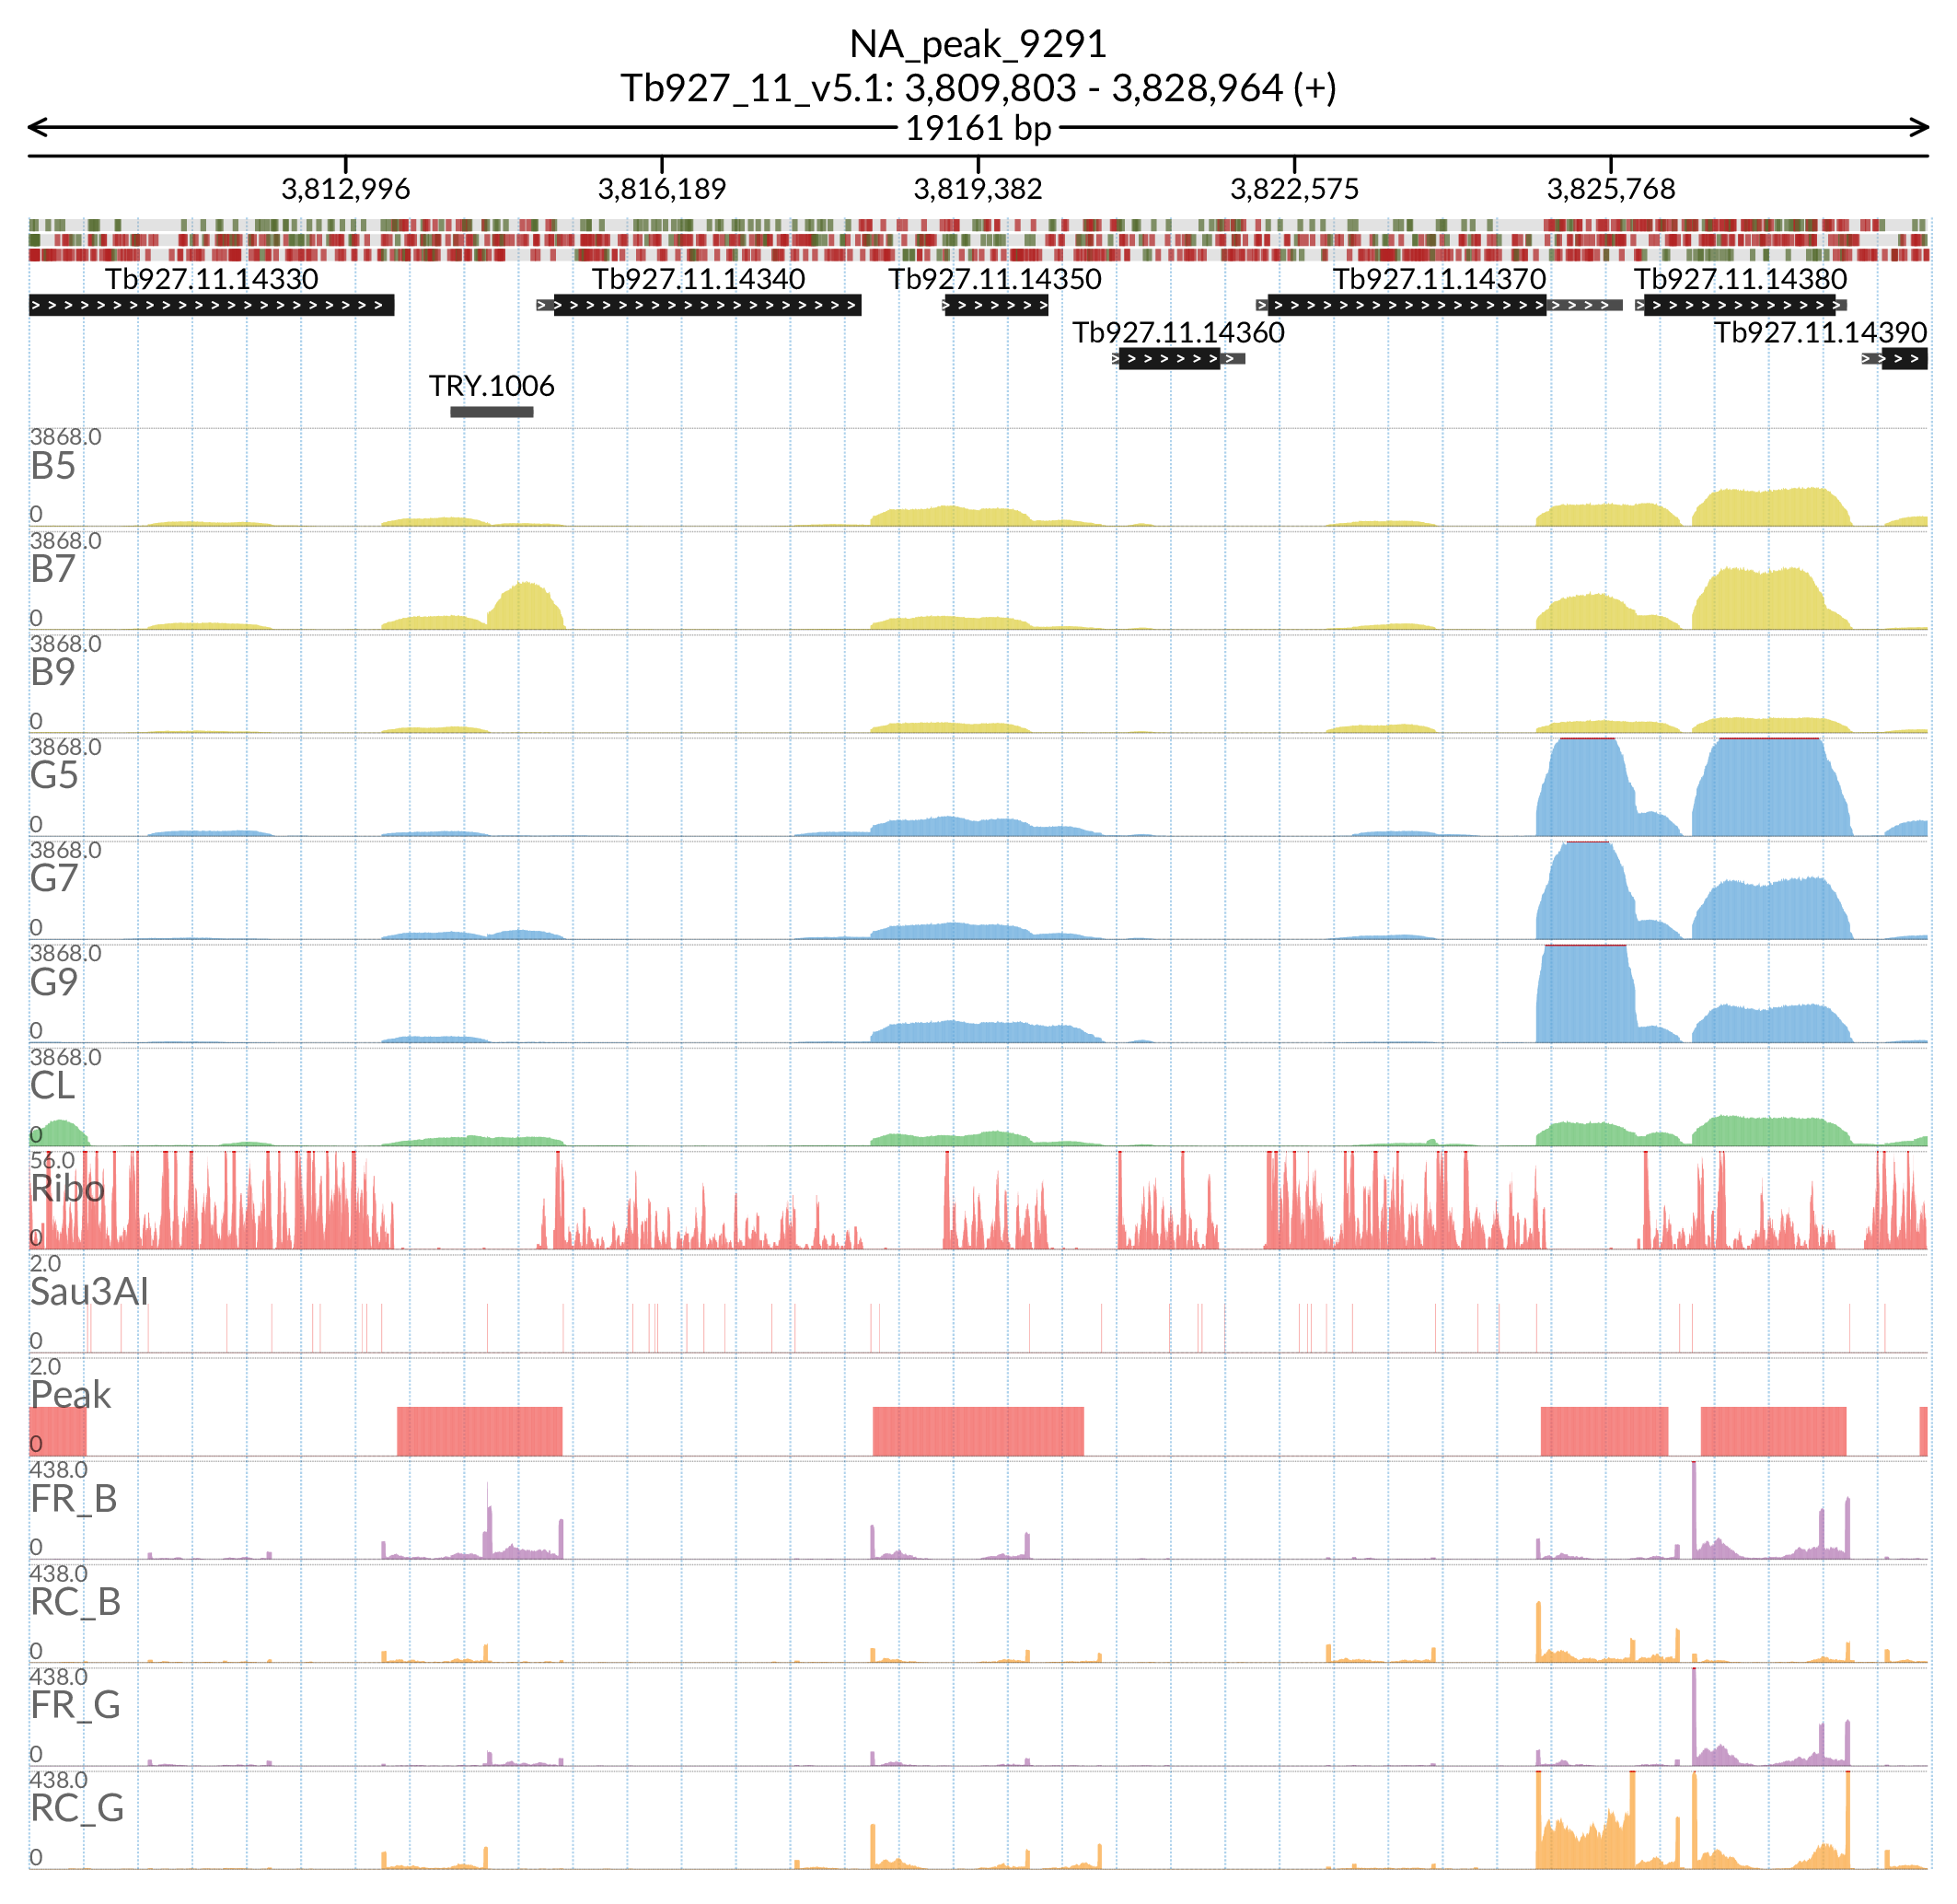 NA_peak_9291
Tb927_11_v5.1: 3,809,803 - 3,828,964 (+)
19161 bp
3,812,996 3,816,189 3,819,382 3,822,575 3,825,768
Tb927.11.14330 Tb927.11.14340 Tb927.11.14350 Tb927.11.14370 Tb927.11.14380
Tb927.11.14360 Tb927.11.14390
TRY.1006
3868.0
B5
0
3868.0
B7
0
3868.0
B9
0
3868.0
G5
0
3868.0
G7
0
3868.0
G9
0
3868.0
CL
0
56.0
Ribo
0
2.0
Sau3AI
0
2.0
Peak
0
438.0
FR_B
0
438.0
RC_B
0
438.0
FR_G
0
438.0
RC_G
0